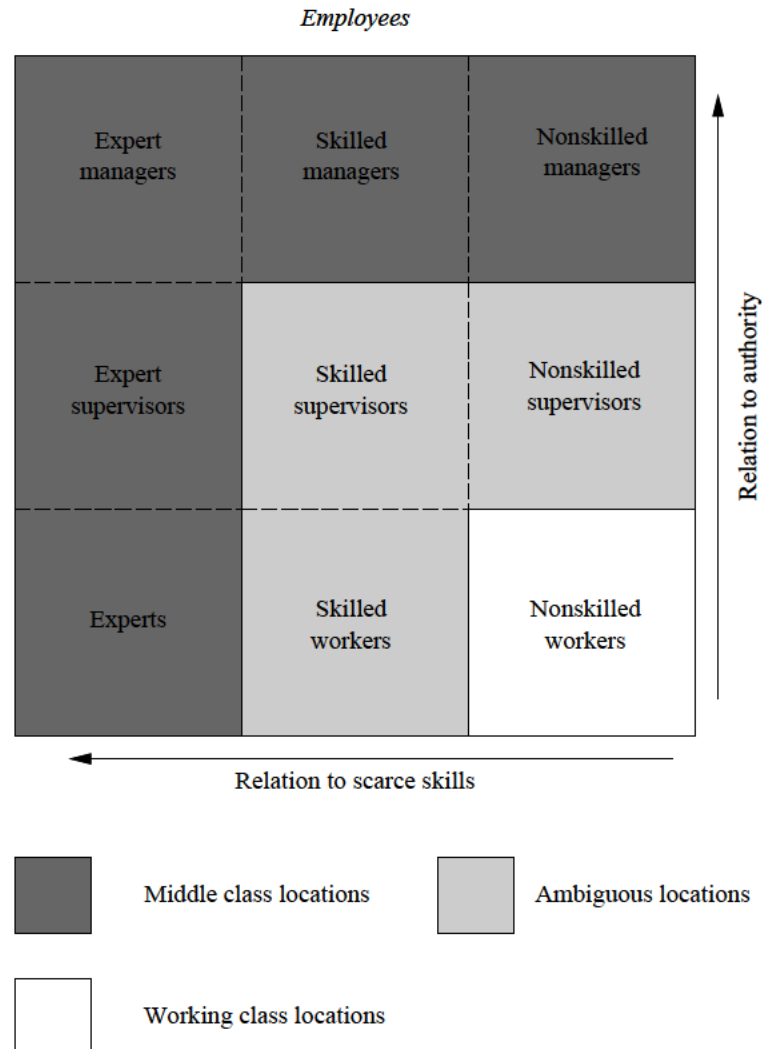 Employees
Expert
managers
Skilled
managers
Nonskilled
managers
Expert
supervisors
Skilled
supervisors
Nonskilled
supervisors
Experts
Skilled
workers
Nonskilled
workers
Relation to authority
Relation to scarce skills
Middle class locations
Ambiguous locations
Working class locations